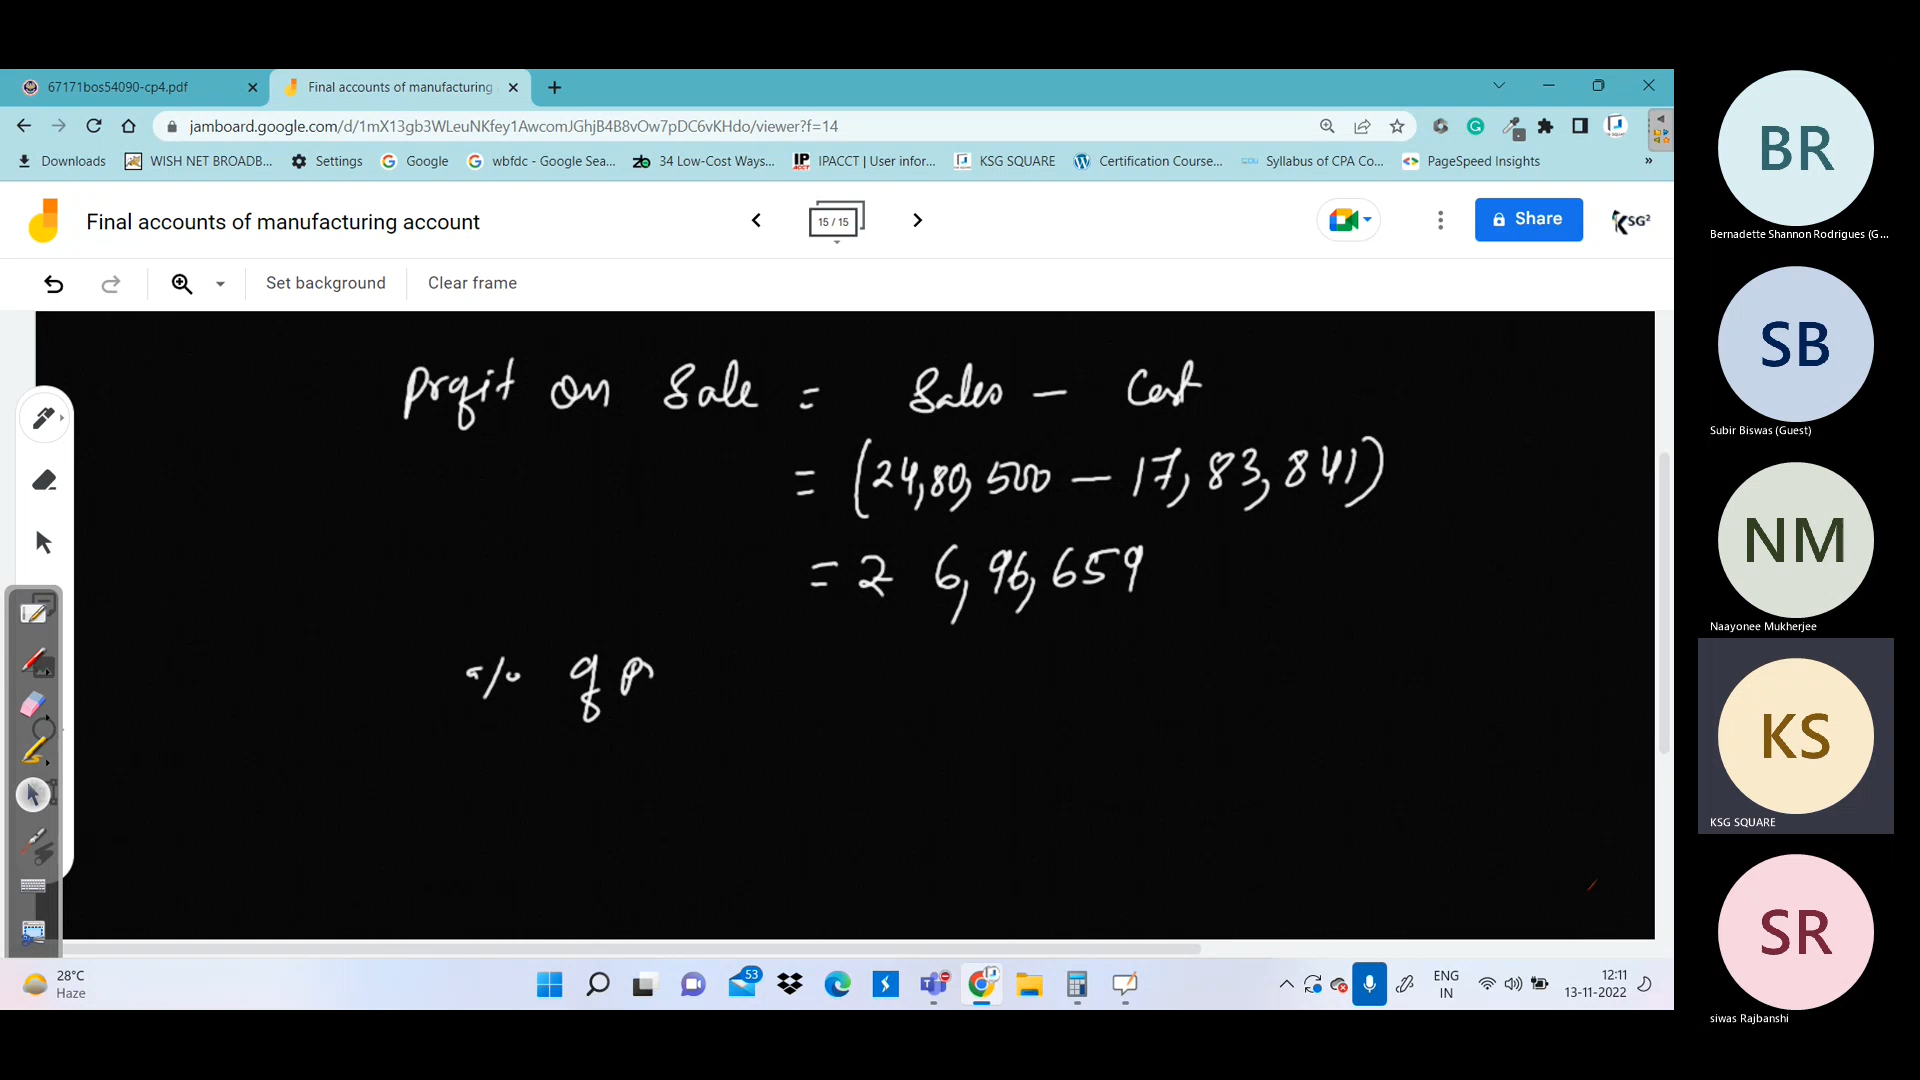 67171bos54090-cp4.pdf
Final accounts of manufacturing
jamboard.google.com/d/1mX13gb3WLeuNKfey1AwcomJGhjB4B8vOw7pDC6vKHdo/viewer?f=14
Downloads WISH NET BROADB... Settings Google wbfdc - Google Sea... 34 Low-Cost Ways... IPACCT | User infor... KSG SQUARE Certification Course... Syllabus of CPA Co... PageSpeed Insights »
Final accounts of manufacturing account
15 / 15
Share
KSG²
Set background Clear frame
Profit on Sale = Sales - Cost
= (24,80,500 - 17,83,841)
= 2 6,96,659
% of Pr
BR
Bernadette Shannon Rodrigues (G...
SB
Subir Biswas (Guest)
NM
Naayonee Mukherjee
KS
KSG SQUARE
SR
siwas Rajbanshi
28°C
Haze
53
ENG
IN
12:11
13-11-2022